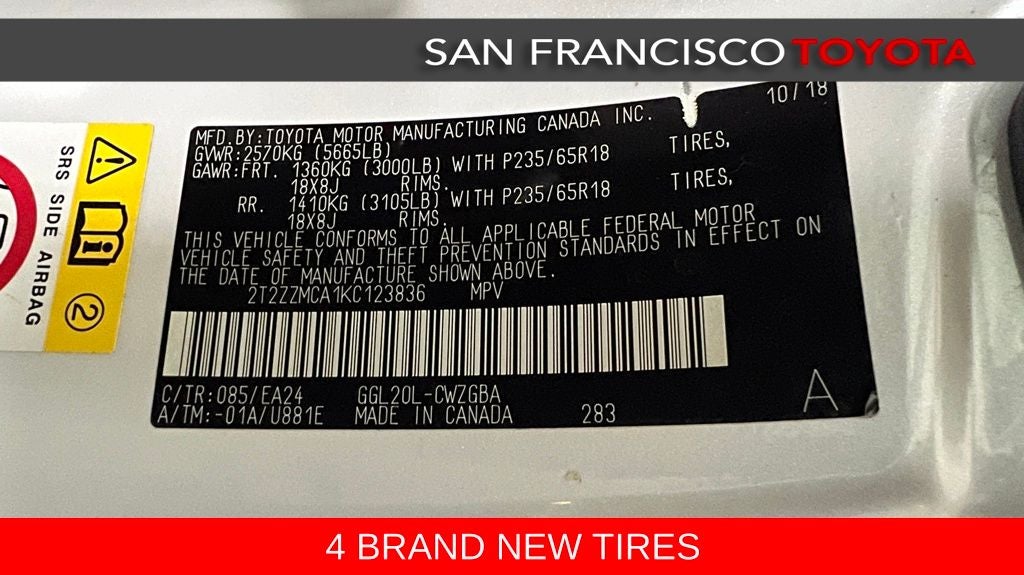 SAN FRANCISCO TOYOTA
10/18
MFD. BY: TOYOTA MOTOR MANUFACTURING CANADA INC.
GVWR: 2570KG (5665LB)
GAWR: FRT. 1360KG (3000LB) WITH P235/65R18 TIRES,
18X8J RIMS.
RR. 1410KG (3105LB) WITH P235/65R18 TIRES,
18X8J RIMS.
THIS VEHICLE CONFORMS TO ALL APPLICABLE FEDERAL MOTOR
VEHICLE SAFETY AND THEFT PREVENTION STANDARDS IN EFFECT ON
THE DATE OF MANUFACTURE SHOWN ABOVE.
2T2ZZMCA1KC123836 MPV
C/TR: 085/EA24 GGL20L-CWZGBA
A/TM: -01A/U881E MADE IN CANADA 283
A
SRS SIDE AIRBAG
2
4 BRAND NEW TIRES